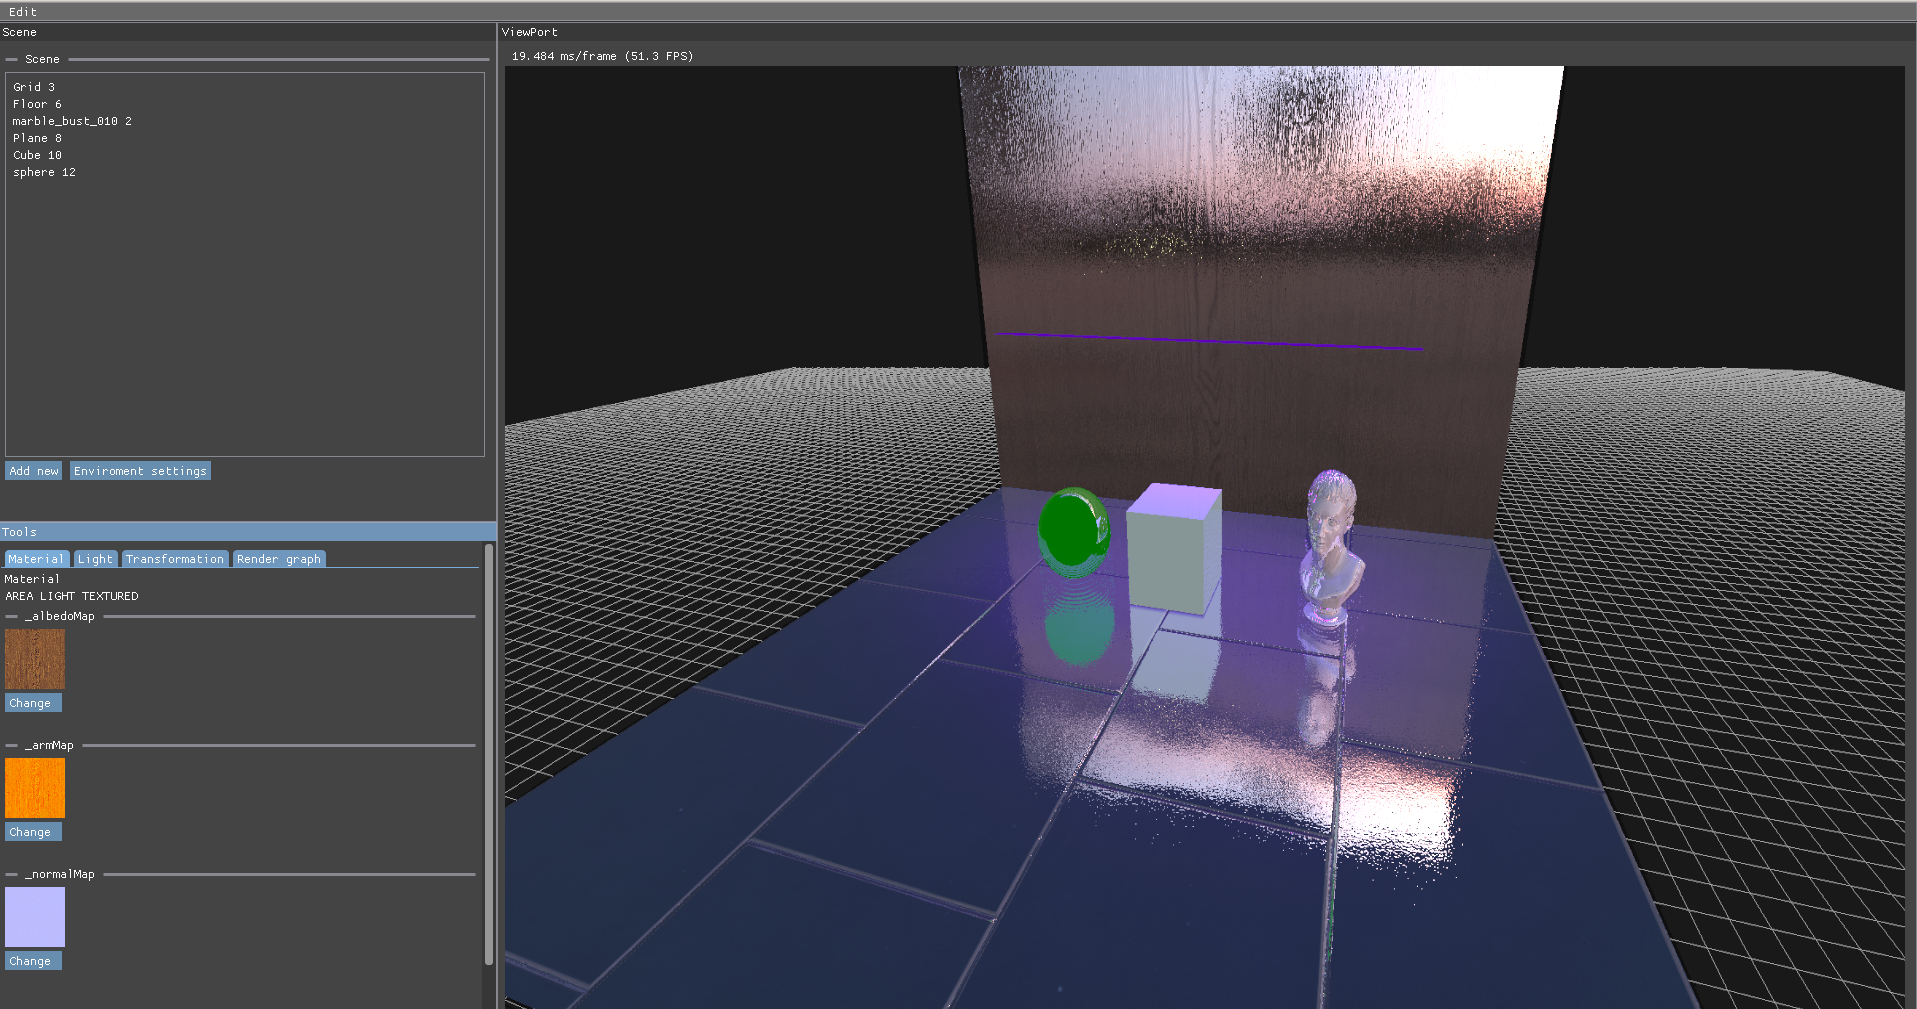 Edit
Scene
Scene
Grid 3
Floor 6
marble_bust_010 2
Plane 8
Cube 10
sphere 12
Add new
Enviroment settings
Tools
Material
Light
Transformation
Render graph
Material
AREA LIGHT TEXTURED
_albedoMap
Change
_armMap
Change
_normalMap
Change
ViewPort
19.484 ms/frame (51.3 FPS)